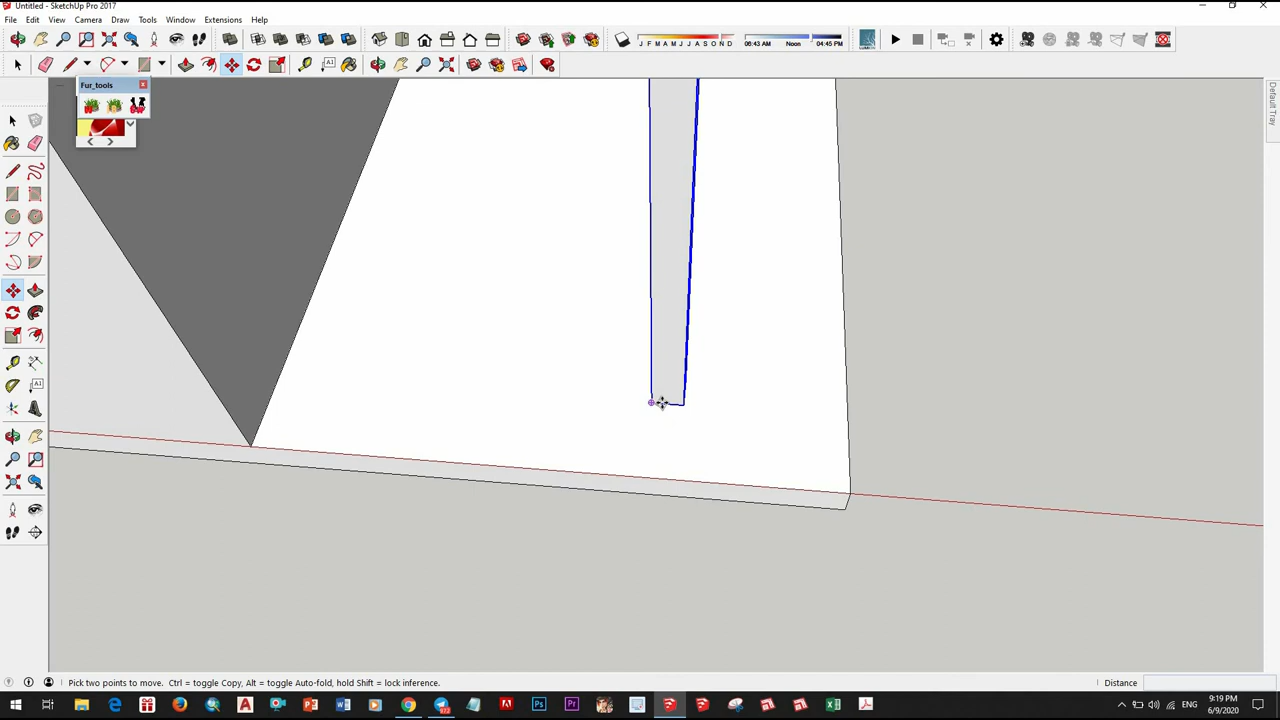 Untitled - SketchUp Pro 2017
File Edit View Camera Draw Tools Window Extensions Help
J F M A M J J A S O N D
06:43 AM Noon 04:45 PM
Fur_tools
Default Tray
Pick two points to move. Ctrl = toggle Copy, Alt = toggle Auto-fold, hold Shift = lock inference.
Distance
ENG
9:19 PM
6/9/2020